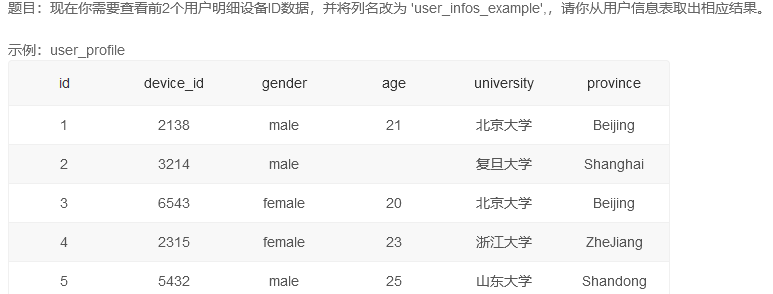 题目：现在你需要查看前2个用户明细设备ID数据，并将列名改为 'user_infos_example',，请你从用户信息表取出相应结果。
示例：user_profile
id device_id gender age university province
1 2138 male 21 北京大学 Beijing
2 3214 male 复旦大学 Shanghai
3 6543 female 20 北京大学 Beijing
4 2315 female 23 浙江大学 ZheJiang
5 5432 male 25 山东大学 Shandong